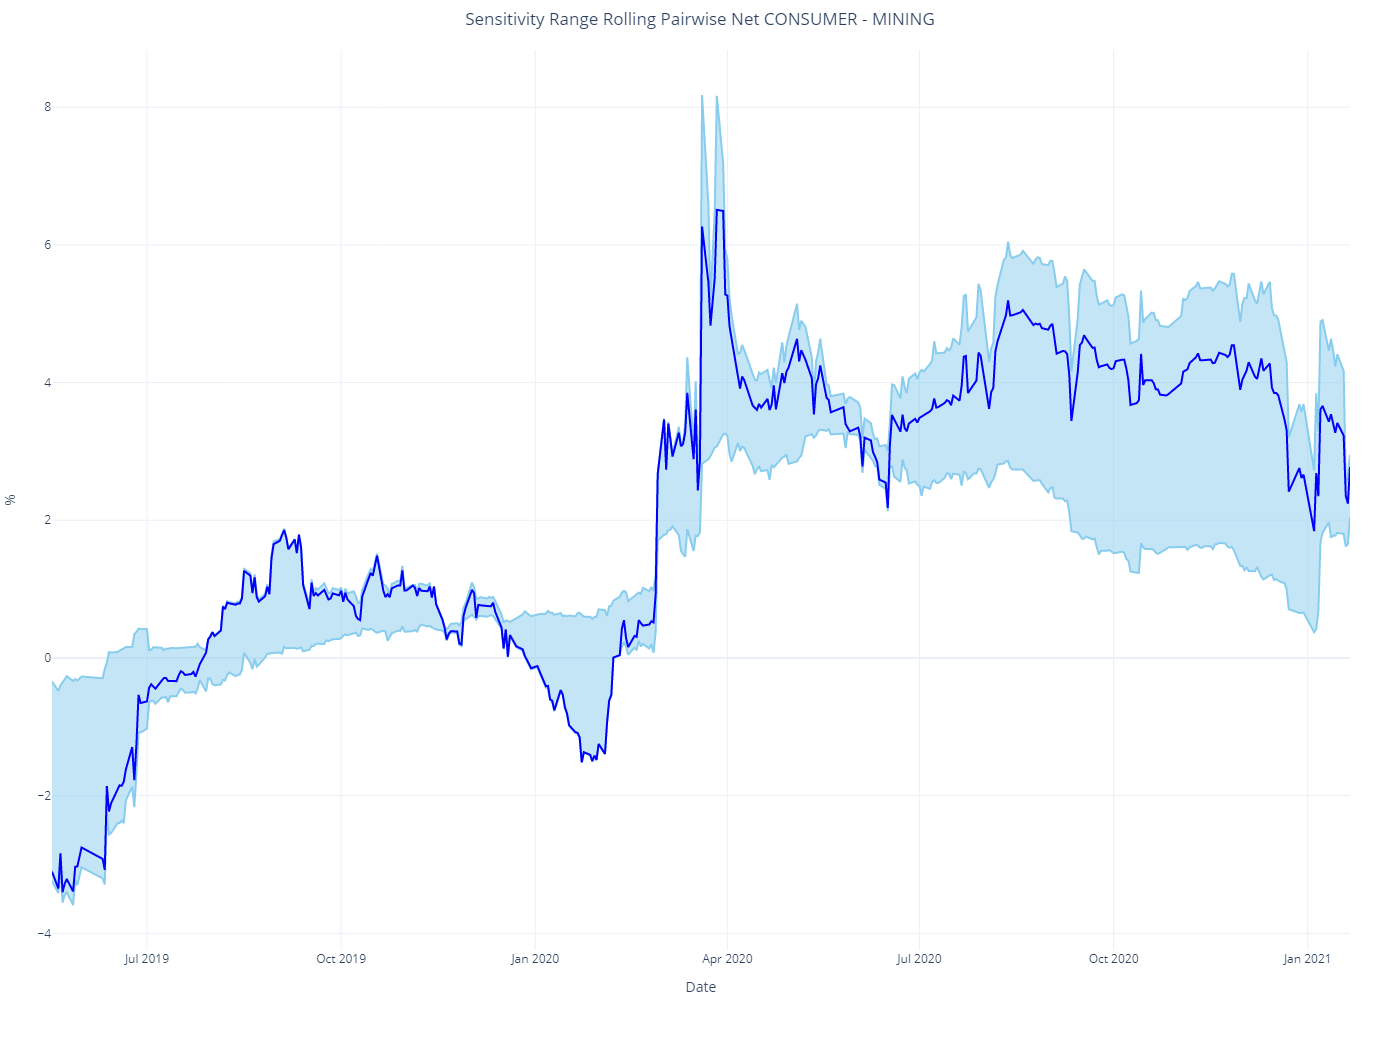 Sensitivity Range Rolling Pairwise Net CONSUMER - MINING
8
6
4
2
0
−2
−4
%
Jul 2019
Oct 2019
Jan 2020
Apr 2020
Jul 2020
Oct 2020
Jan 2021
Date